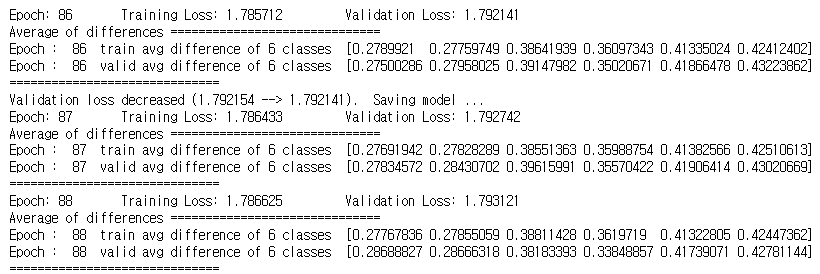 Epoch: 86 Training Loss: 1.785712 Validation Loss: 1.792141
Average of differences ==============================
Epoch : 86 train avg difference of 6 classes [0.2789921 0.27759749 0.38641939 0.36097343 0.41335024 0.42412402]
Epoch : 86 valid avg difference of 6 classes [0.27500286 0.27958025 0.39147982 0.35020671 0.41866478 0.43223862]
==============================
Validation loss decreased (1.792154 --> 1.792141). Saving model ...
Epoch: 87 Training Loss: 1.786433 Validation Loss: 1.792742
Average of differences ==============================
Epoch : 87 train avg difference of 6 classes [0.27691942 0.27828289 0.38551363 0.35988754 0.41382566 0.42510613]
Epoch : 87 valid avg difference of 6 classes [0.27834572 0.28430702 0.39615991 0.35570422 0.41906414 0.43020669]
==============================
Epoch: 88 Training Loss: 1.786625 Validation Loss: 1.793121
Average of differences ==============================
Epoch : 88 train avg difference of 6 classes [0.27767836 0.27855059 0.38811428 0.3619719 0.41322805 0.42447362]
Epoch : 88 valid avg difference of 6 classes [0.28688827 0.28666318 0.38183393 0.33848857 0.41739071 0.42781144]
==============================